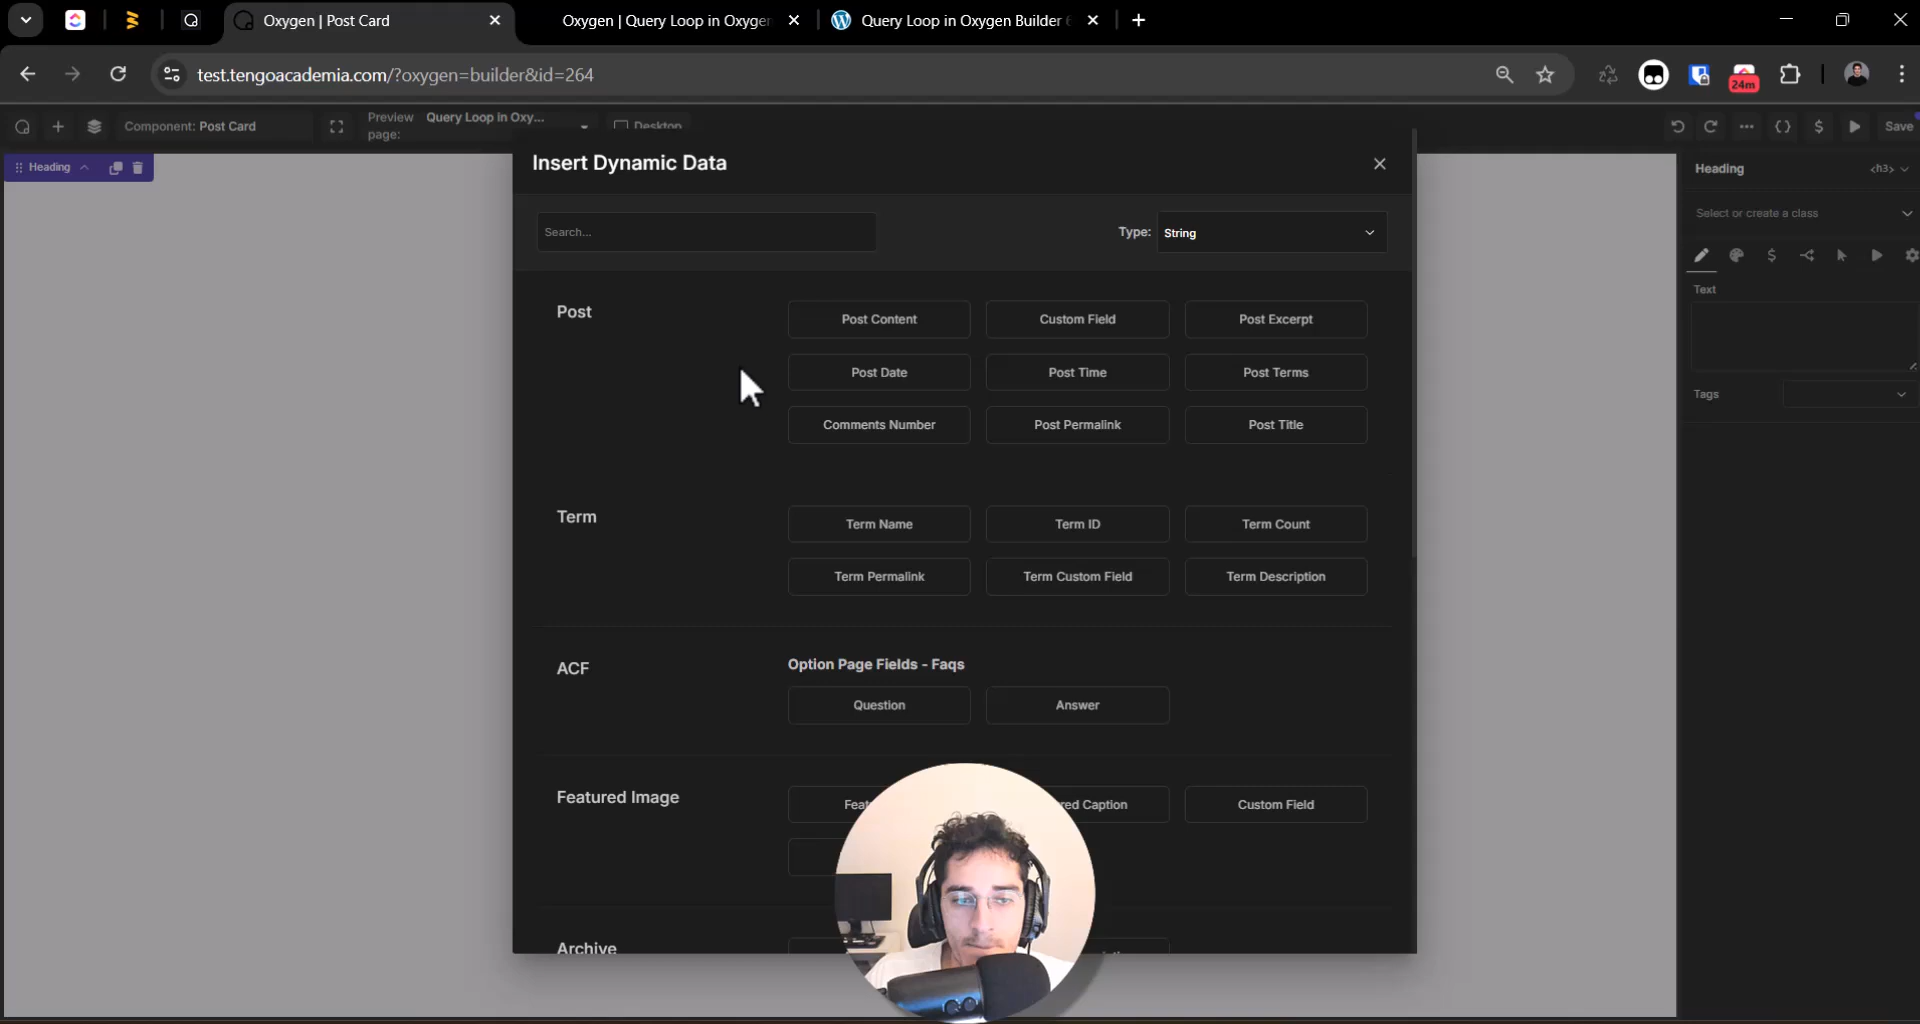 Oxygen | Post Card
Oxygen | Query Loop in Oxyger
Query Loop in Oxygen Builder 6
test.tengoacademia.com/?oxygen=builder&id=264
24m
Component: Post Card
Preview page:
Query Loop in Oxy...
Desktop
Save
Heading
Insert Dynamic Data
Search...
Type:
String
Post
Post Content
Custom Field
Post Excerpt
Post Date
Post Time
Post Terms
Comments Number
Post Permalink
Post Title
Term
Term Name
Term ID
Term Count
Term Permalink
Term Custom Field
Term Description
ACF
Option Page Fields - Faqs
Question
Answer
Featured Image
Caption
Custom Field
Archive
Heading
<h3>
Select or create a class
Text
Tags